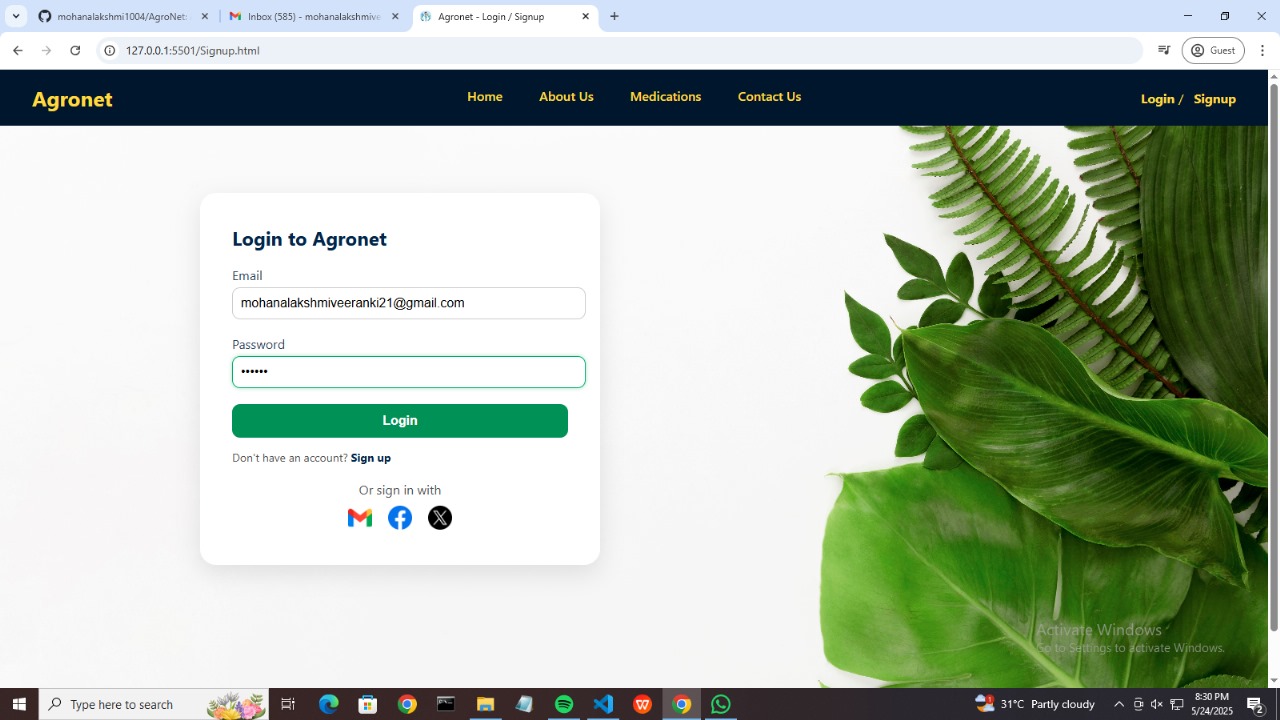 mohanalakshmi1004/AgroNet:
Inbox (585) - mohanalakshmive
Agronet - Login / Signup
127.0.0.1:5501/Signup.html
Guest
Agronet
Home
About Us
Medications
Contact Us
Login / Signup
Login to Agronet
Email
mohanalakshmiveeranki21@gmail.com
Password
••••••
Login
Don't have an account? Sign up
Or sign in with
Activate Windows
Go to Settings to activate Windows.
Type here to search
31°C Partly cloudy
8:30 PM
5/24/2025
2